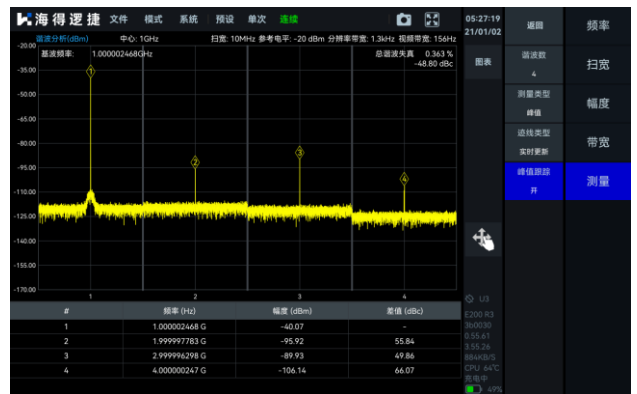 海得逻捷 文件 模式 系统 预设 单次 连续
谐波分析(dBm) 中心: 1GHz 扫宽: 10MHz 参考电平: -20 dBm 分辨率宽: 1.3kHz 视频带宽: 156Hz
-20.00
基波频率: 1.000002468GHz 总谐波失真 0.363 %
-48.80 dBc
-35.00
-50.00
-65.00
-80.00
-95.00
-110.00
-125.00
-140.00
-155.00
-170.00
1 2 3 4
1 2 3 4
# 频率 (Hz) 幅度 (dBm) 差值 (dBc)
1 1.000002468 G -40.07 -
2 1.999997783 G -95.92 55.84
3 2.999996298 G -89.93 49.86
4 4.000000247 G -106.14 66.07
05:27:19
21/01/02
图表
U3
E200 R3
3b0030
0.55.61
3.55.26
884KB/S
CPU 64℃
充电中
49%
返回
谐波数
4
测量类型
峰值
迹线类型
实时更新
峰值跟踪
开
频率
扫宽
幅度
带宽
测量